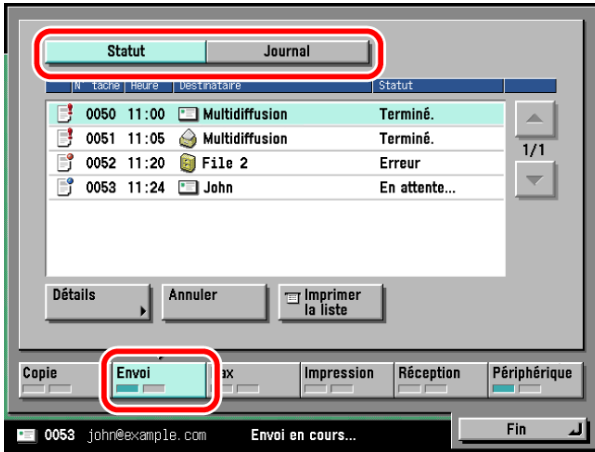 Statut Journal
N tâche Heure Destinataire Statut
0050 11:00 Multidiffusion Terminé.
0051 11:05 Multidiffusion Terminé.
0052 11:20 File 2 Erreur
0053 11:24 John En attente...
1/1
Détails Annuler Imprimer
la liste
Copie Envoi ax Impression Réception Périphérique
0053 john@example.com Envoi en cours... Fin